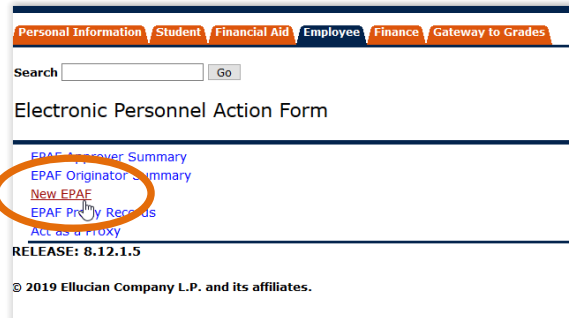 Personal Information Student Financial Aid Employee Finance Gateway to Grades
Search Go
Electronic Personnel Action Form
EPAF Approver Summary
EPAF Originator Summary
New EPAF
EPAF Proxy Records
Act as a Proxy
RELEASE: 8.12.1.5
© 2019 Ellucian Company L.P. and its affiliates.